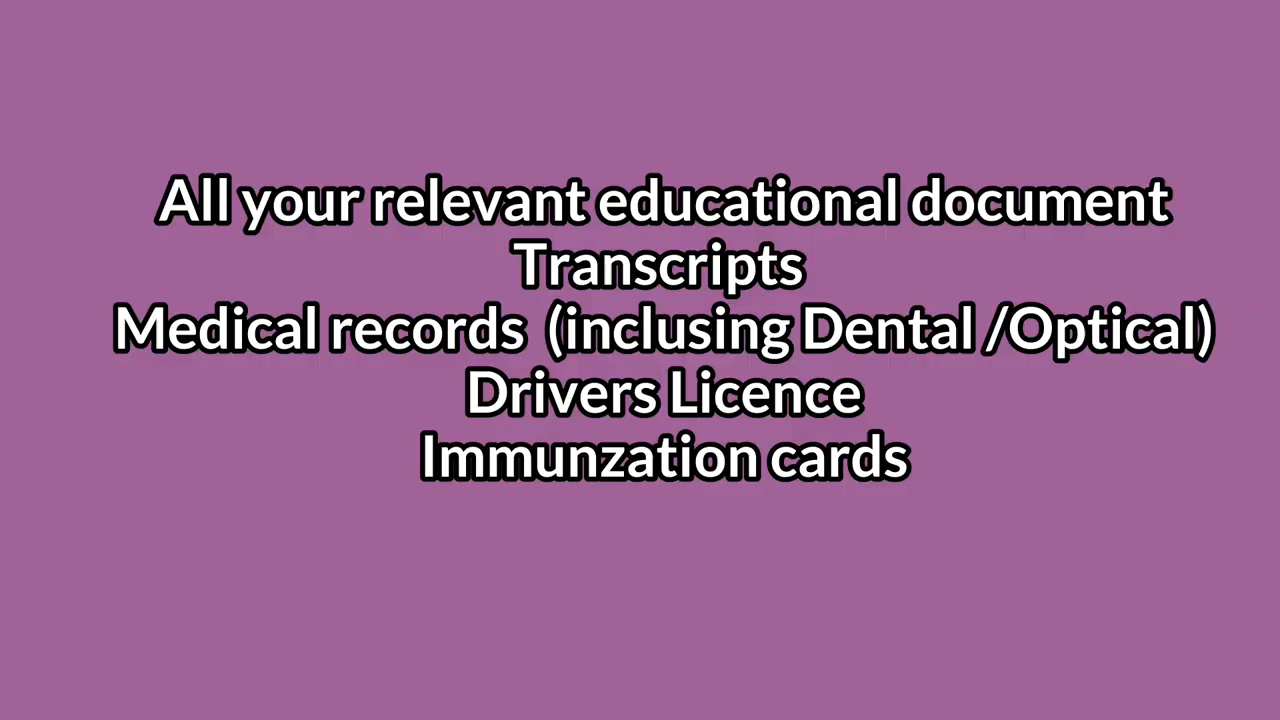 All your relevant educational document
Transcripts
Medical records (inclusing Dental /Optical)
Drivers Licence
Immunzation cards